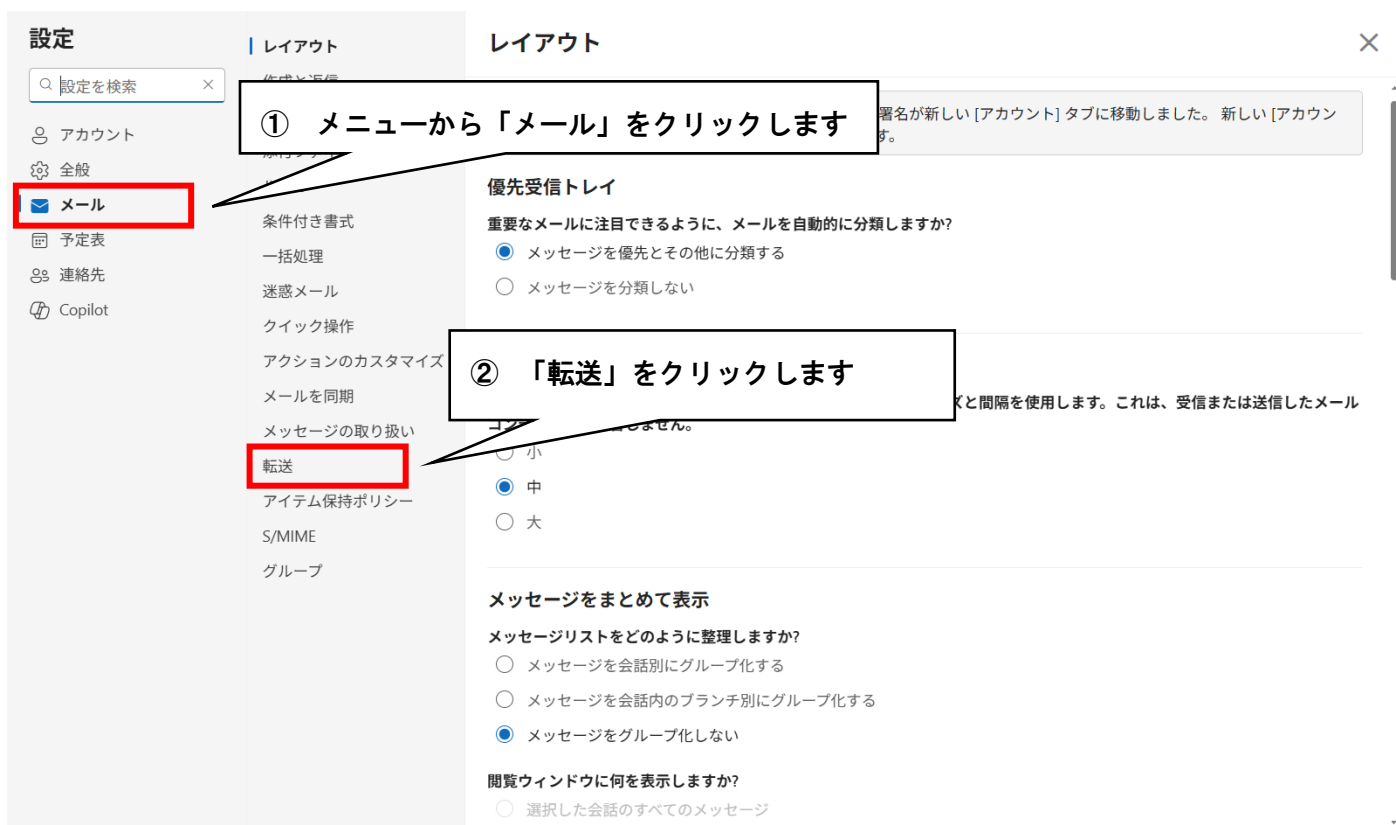 設定
設定を検索
アカウント
全般
メール
予定表
連絡先
Copilot
レイアウト
条件付き書式
一括処理
迷惑メール
クイック操作
アクションのカスタマイズ
メールを同期
メッセージの取り扱い
転送
アイテム保持ポリシー
S/MIME
グループ
レイアウト
① メニューから「メール」をクリックします
署名が新しい [アカウント] タブに移動しました。 新しい [アカウン
す。
優先受信トレイ
重要なメールに注目できるように、メールを自動的に分類しますか?
メッセージを優先とその他に分類する
メッセージを分類しない
② 「転送」をクリックします
ズと間隔を使用します。これは、受信または送信したメール
しません。
小
中
大
メッセージをまとめて表示
メッセージリストをどのように整理しますか?
メッセージを会話別にグループ化する
メッセージを会話内のブランチ別にグループ化する
メッセージをグループ化しない
閲覧ウィンドウに何を表示しますか?
選択した会話のすべてのメッセージ